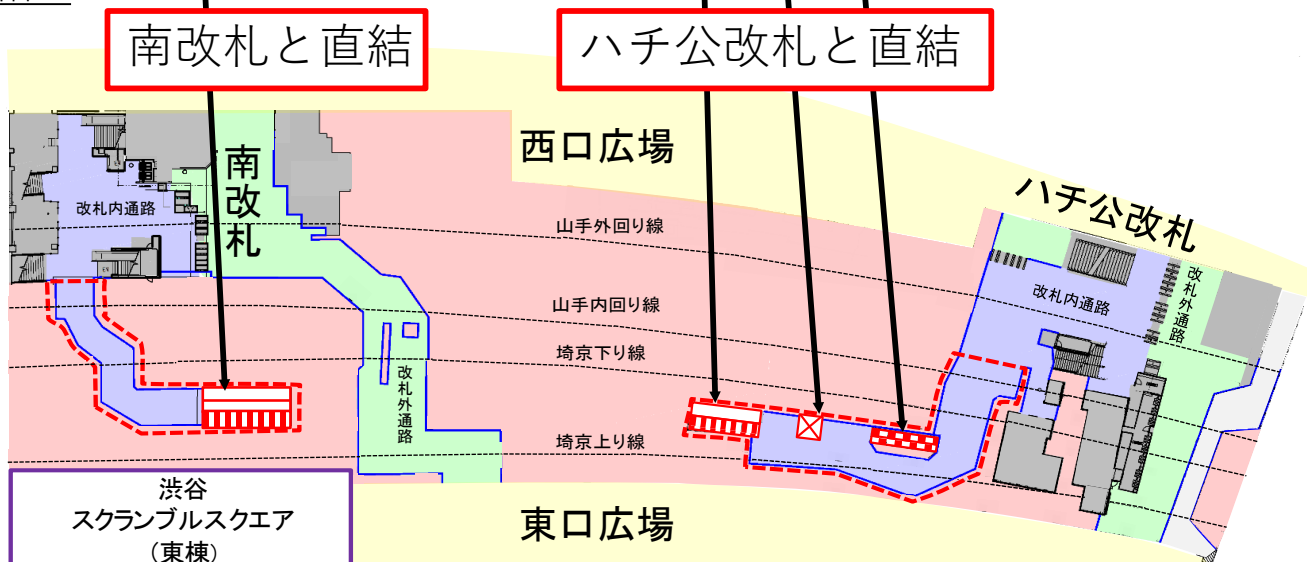 南改札と直結
ハチ公改札と直結
西口広場
南改札
ハチ公改札
改札内通路
山手外回り線
改札内通路
改札外通路
山手内回り線
埼京下り線
改札外通路
埼京上り線
渋谷
スクランブルスクエア
(東棟)
東口広場